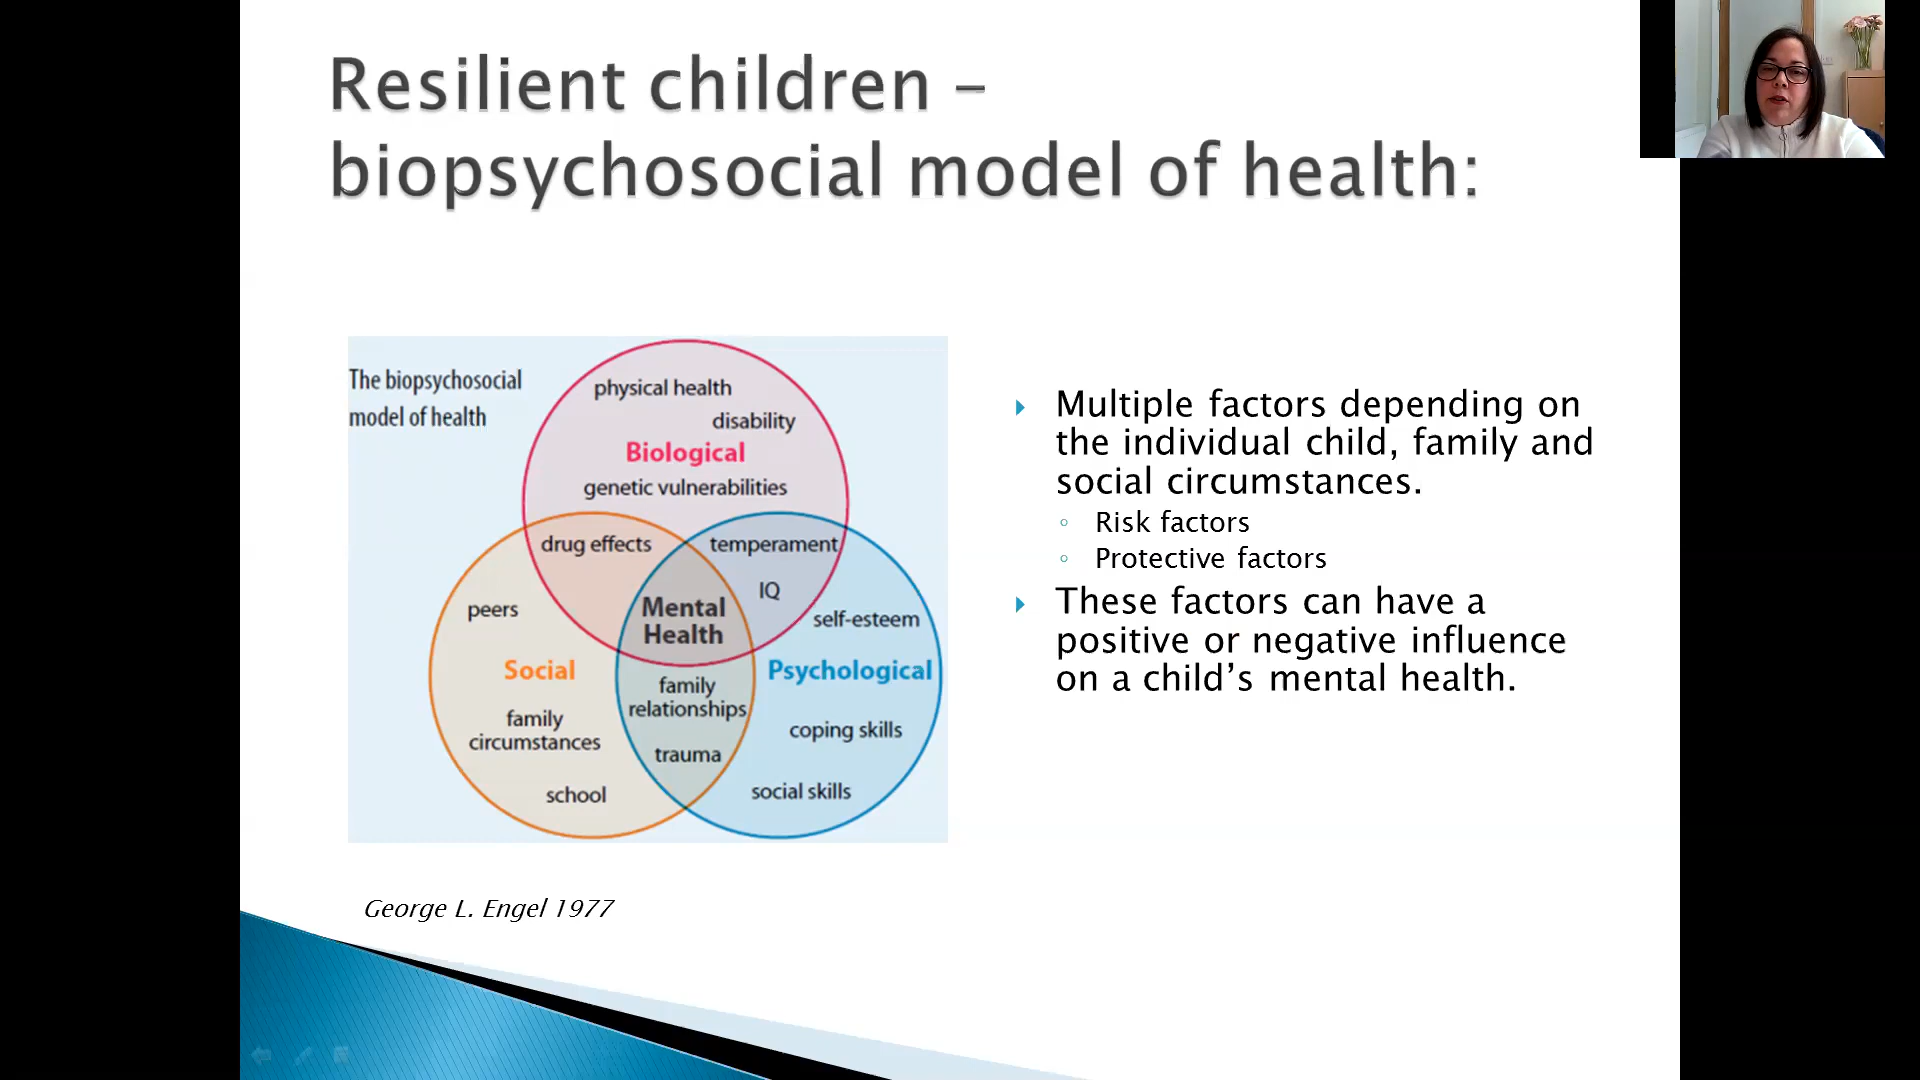 Resilient children –
biopsychosocial model of health:
The biopsychosocial
model of health
physical health
disability
Biological
genetic vulnerabilities
drug effects
temperament
IQ
Mental
Health
peers
self-esteem
Social
Psychological
family
relationships
family
circumstances
coping skills
trauma
school
social skills
George L. Engel 1977
Multiple factors depending on
the individual child, family and
social circumstances.
Risk factors
Protective factors
These factors can have a
positive or negative influence
on a child’s mental health.